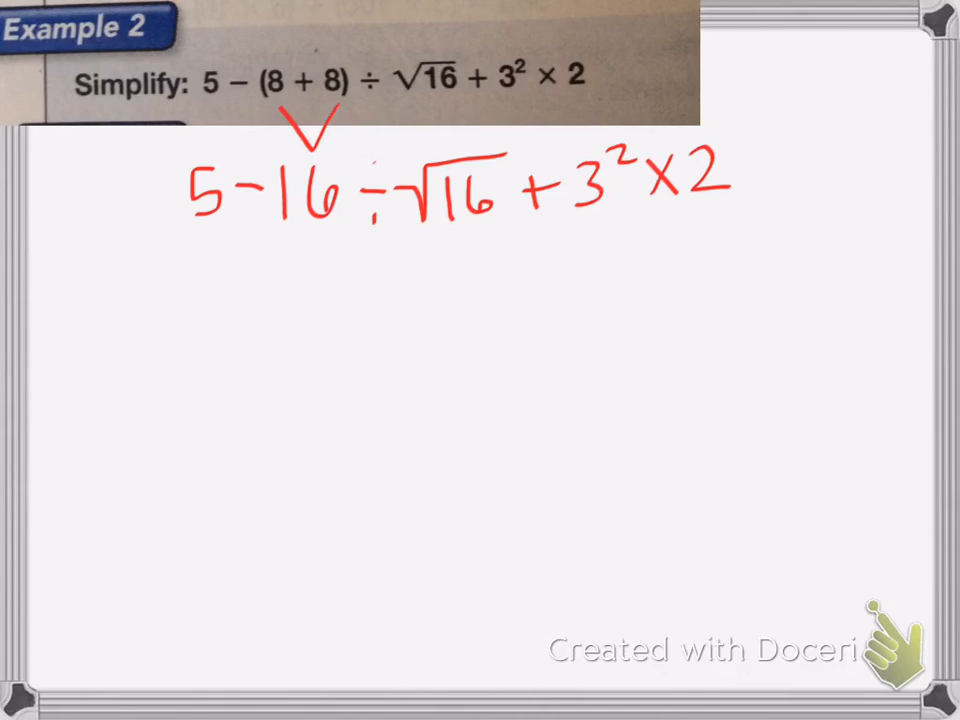 Example 2
Simplify: 5 − (8 + 8) ÷ √16 + 3² × 2
5 − 16 ÷ √16 + 3² × 2
Created with Doceri